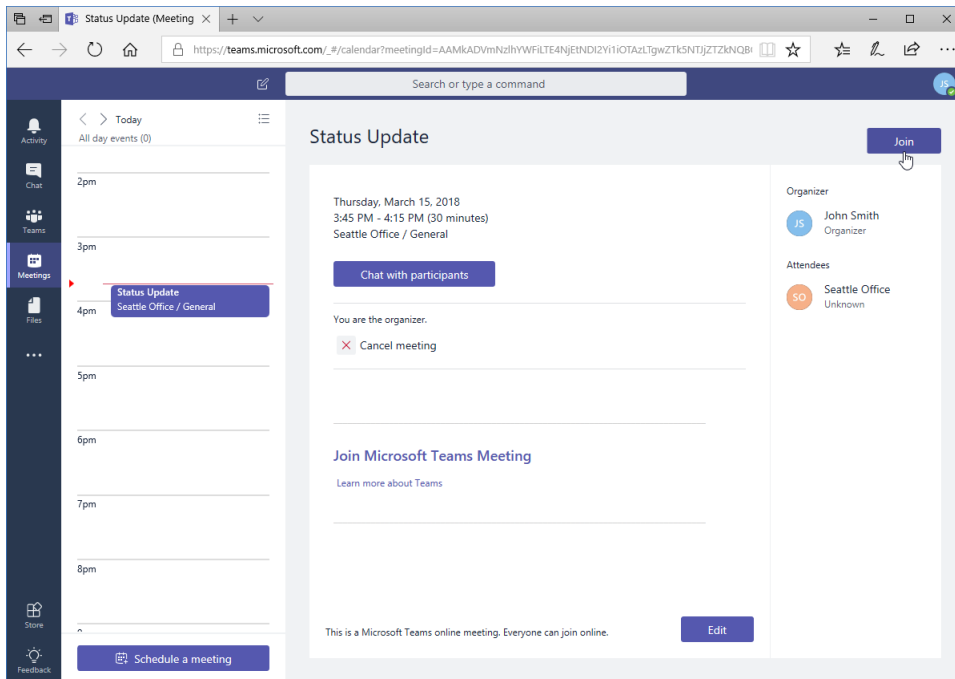 Status Update (Meeting
https://teams.microsoft.com/_#/calendar?meetingId=AAMkADVmNzlhYWFiLTE4NjEtNDI2Yi1iOTAzLTgwZTk5NTJjZTZkNQB
Search or type a command
JS
Activity
Chat
Teams
Meetings
Files
Store
Feedback
Today
All day events (0)
2pm
3pm
Status Update
Seattle Office / General
4pm
5pm
6pm
7pm
8pm
Schedule a meeting
Status Update
Join
Thursday, March 15, 2018
3:45 PM - 4:15 PM (30 minutes)
Seattle Office / General
Chat with participants
You are the organizer.
Cancel meeting
Join Microsoft Teams Meeting
Learn more about Teams
This is a Microsoft Teams online meeting. Everyone can join online.
Edit
Organizer
JS
John Smith
Organizer
Attendees
SO
Seattle Office
Unknown